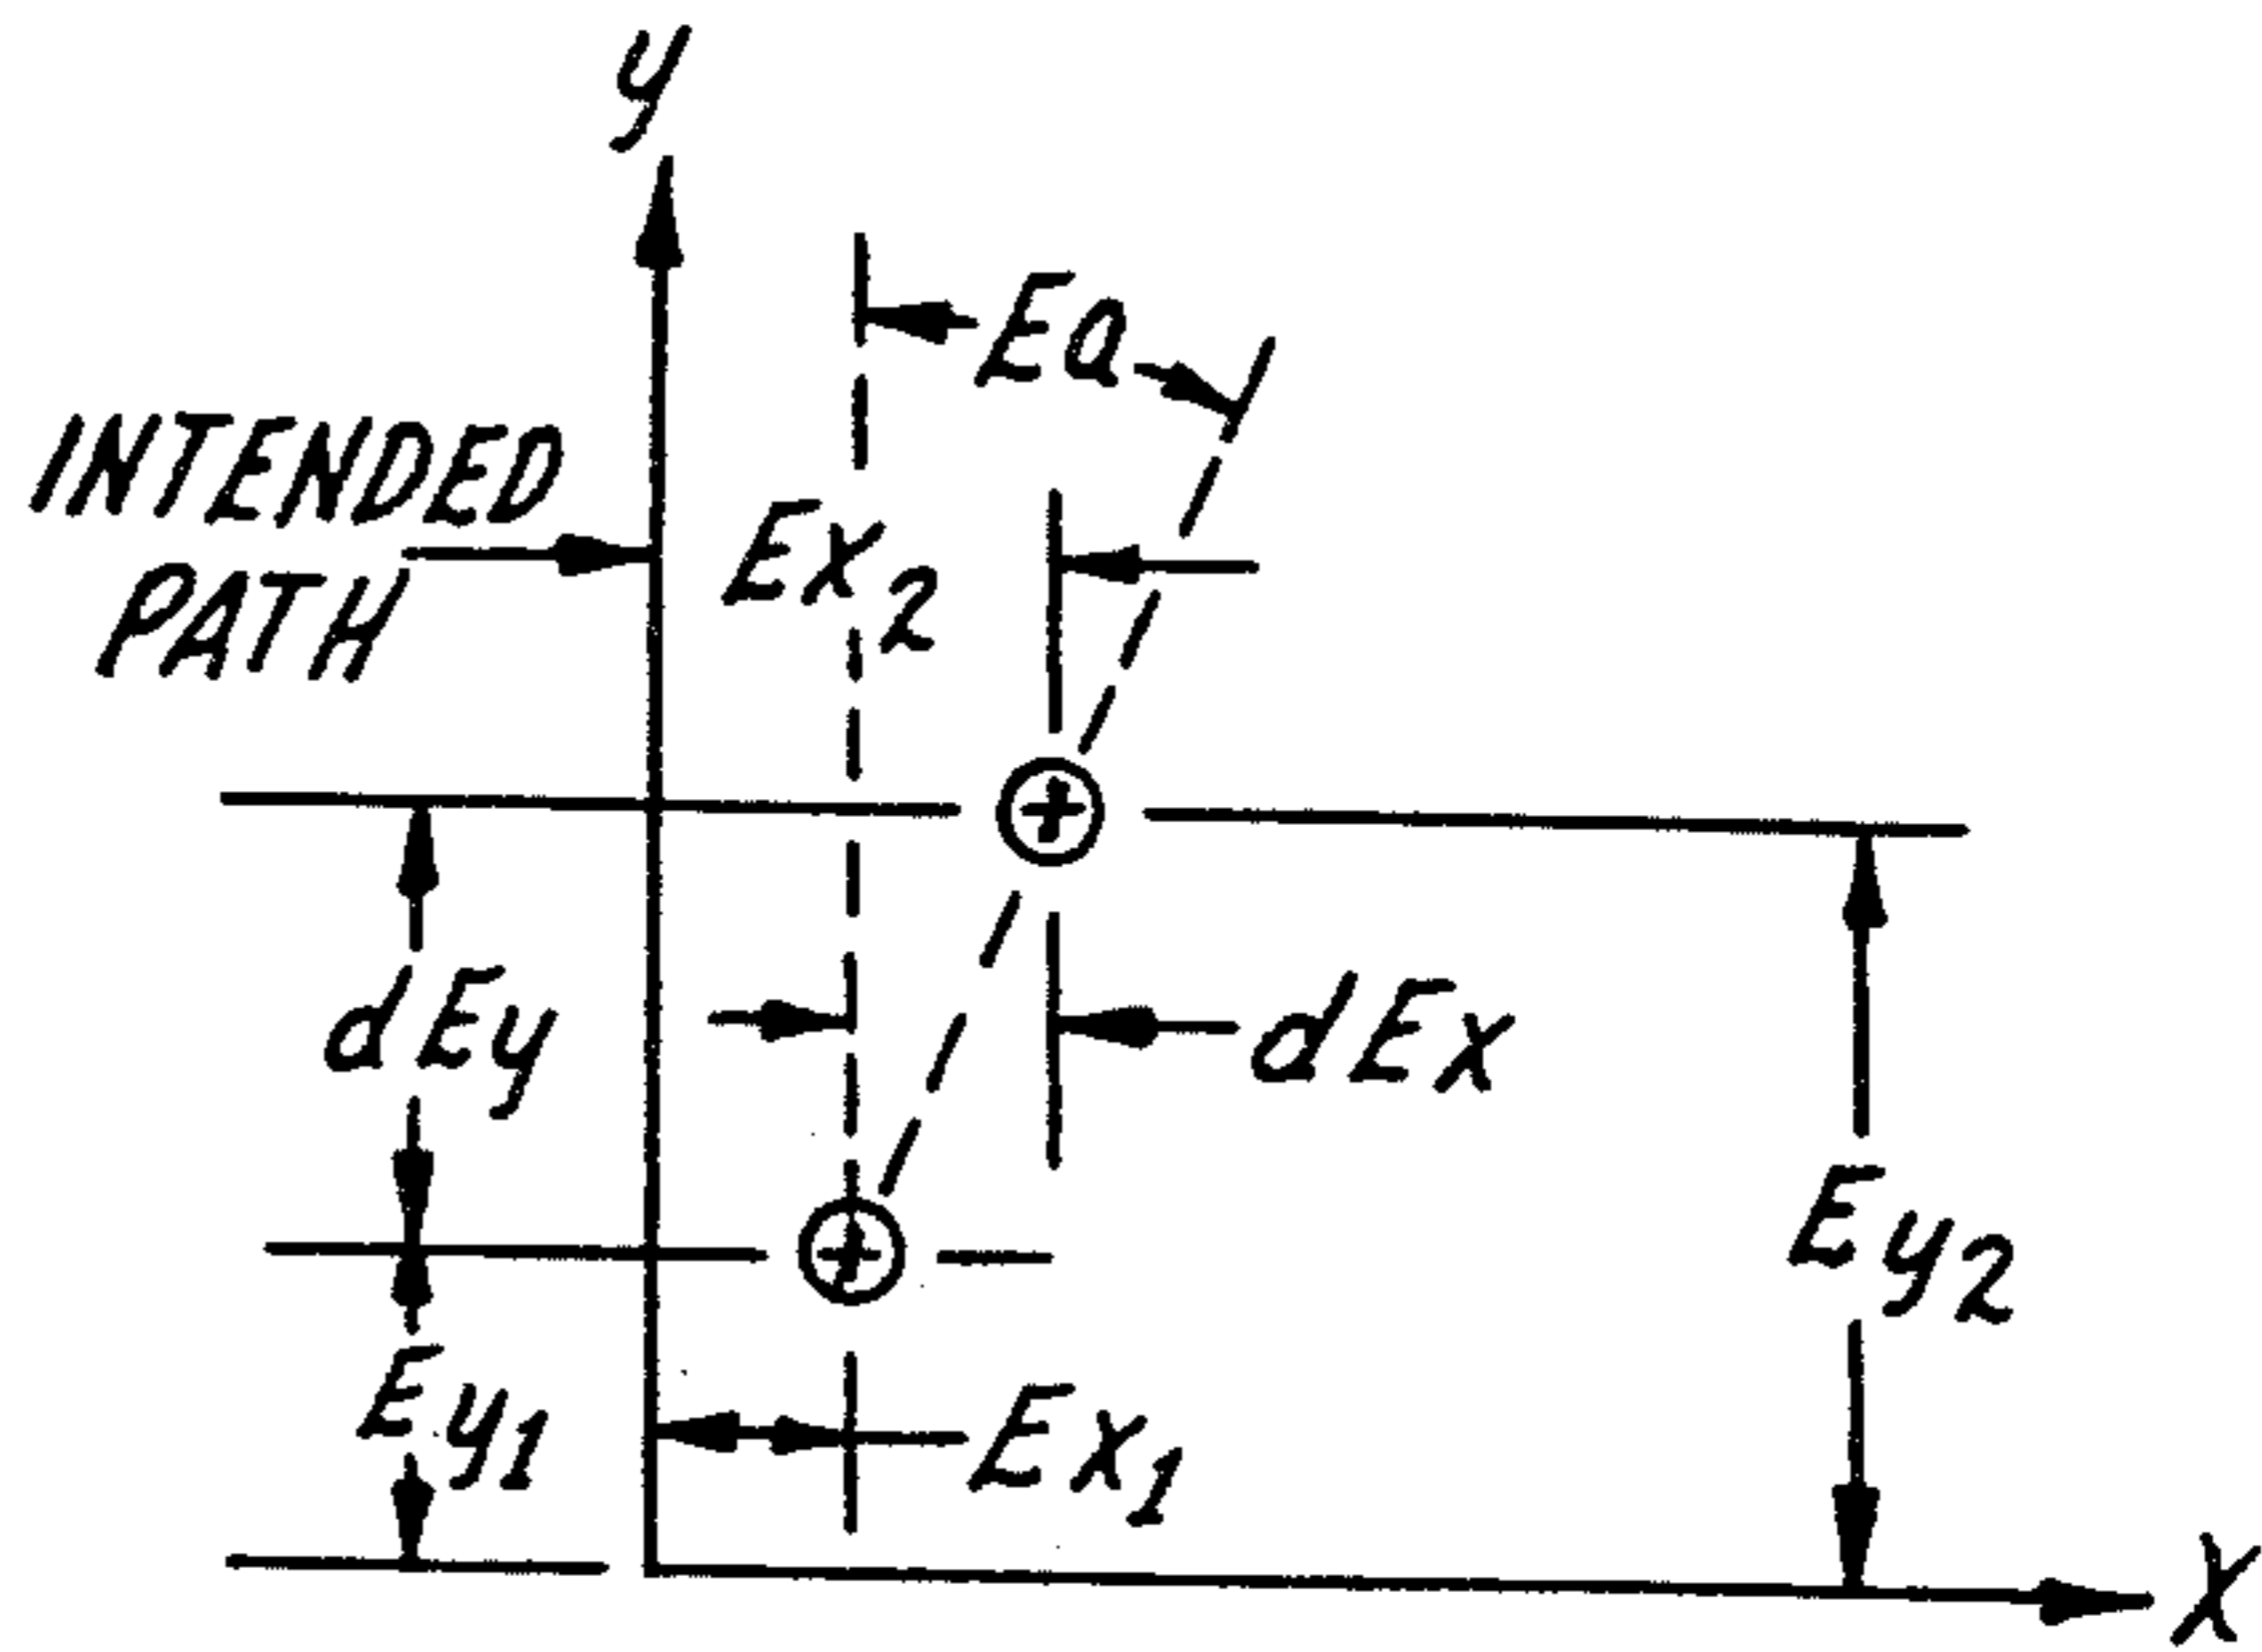 y
Ea
INTENDED
PATH
Ex2
dEy
dEx
Ey2
Ey1
Ex1
X